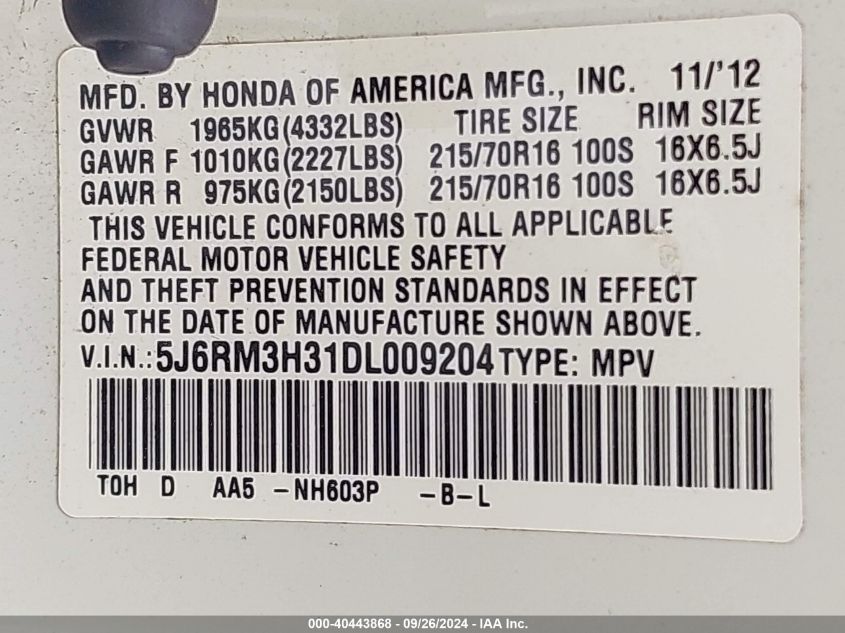 MFD. BY HONDA OF AMERICA MFG., INC. 11/'12
GVWR 1965KG(4332LBS) TIRE SIZE RIM SIZE
GAWR F 1010KG(2227LBS) 215/70R16 100S 16X6.5J
GAWR R 975KG(2150LBS) 215/70R16 100S 16X6.5J
THIS VEHICLE CONFORMS TO ALL APPLICABLE
FEDERAL MOTOR VEHICLE SAFETY
AND THEFT PREVENTION STANDARDS IN EFFECT
ON THE DATE OF MANUFACTURE SHOWN ABOVE.
V.I.N.: 5J6RM3H31DL009204 TYPE: MPV
T0H D AA5 -NH603P -B-L
000-40443868 - 09/26/2024 - IAA Inc.